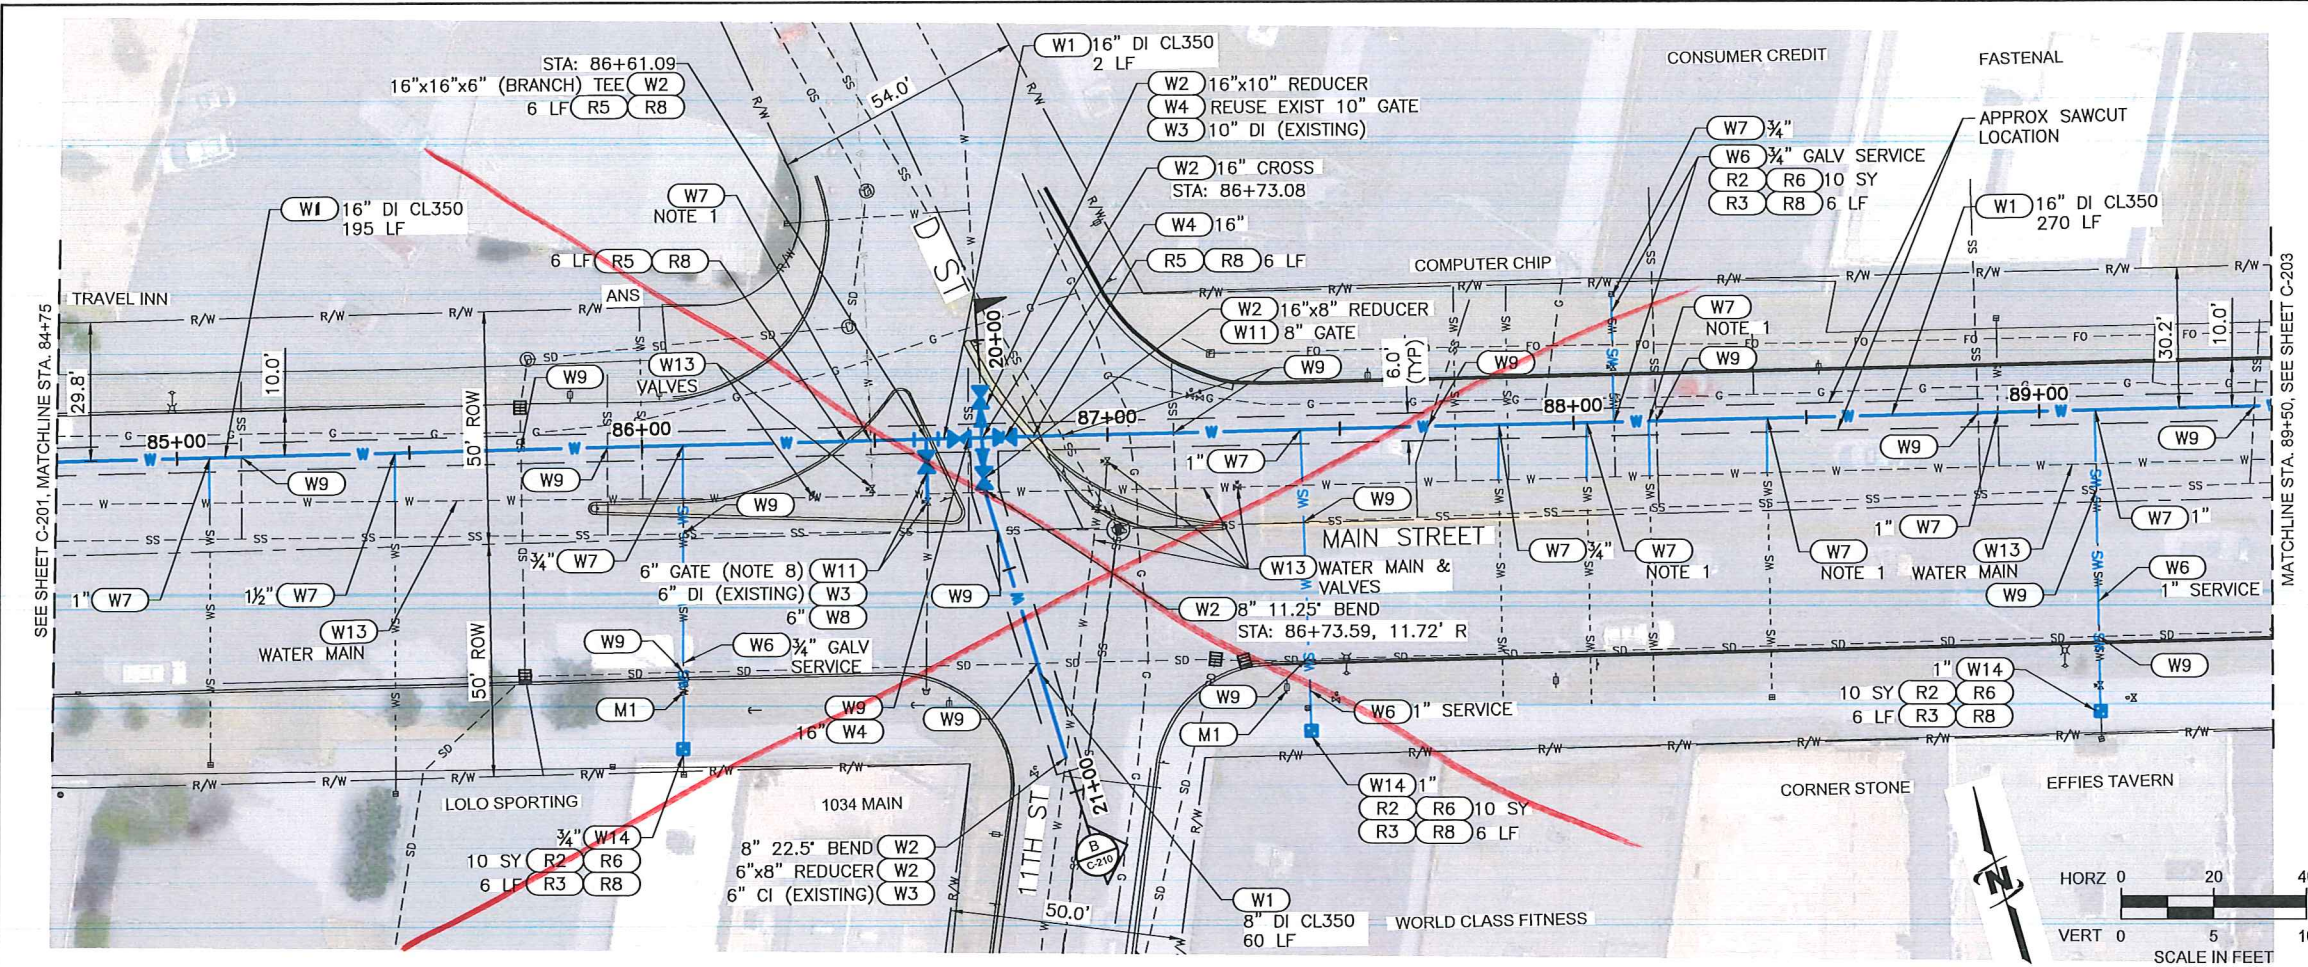 STA: 86+61.09
16"x16"x6" (BRANCH) TEE W2
6 LF R5 R8
54.0'
W1 16" DI CL350
2 LF
W2 16"x10" REDUCER
W4 REUSE EXIST 10" GATE
W3 10" DI (EXISTING)
W2 16" CROSS
STA: 86+73.08
W4 16"
R5 R8 6 LF
W2 16"x8" REDUCER
W11 8" GATE
CONSUMER CREDIT
FASTENAL
APPROX SAWCUT
LOCATION
W7 ¾"
W6 ¾" GALV SERVICE
R2 R6 10 SY
R3 R8 6 LF
W1 16" DI CL350
270 LF
W1 16" DI CL350
195 LF
W7
NOTE 1
6 LF R5 R8
D ST
COMPUTER CHIP
TRAVEL INN
ANS
W13
VALVES
W9
W9
6.0'
(TYP)
W9
W7
NOTE 1
W9
30.2'
10.0'
29.8'
10.0'
50' ROW
50' ROW
20+00
85+00
86+00
87+00
88+00
89+00
SEE SHEET C-201, MATCHLINE STA. 84+75
MATCHLINE STA. 89+50, SEE SHEET C-203
W9
W9
W9
1" W7
W9
W9
W9
1" W7
W7 1"
MAIN STREET
1" W7
1½" W7
¾" W7
W13
WATER MAIN
6" GATE (NOTE 8) W11
6" DI (EXISTING) W3
6" W8
W9
W13 WATER MAIN &
VALVES
W7 ¾"
W7
NOTE 1
W7
NOTE 1
W13
WATER MAIN
W9
W6
1" SERVICE
W2 8" 11.25° BEND
STA: 86+73.59, 11.72' R
W9
W6 ¾" GALV
SERVICE
M1
W9
16" W4
W9
W9
M1
W6 1" SERVICE
1" W14
10 SY R2 R6
6 LF R3 R8
W9
LOLO SPORTING
1034 MAIN
¾" W14
10 SY R2 R6
6 LF R3 R8
8" 22.5° BEND W2
6"x8" REDUCER W2
6" CI (EXISTING) W3
11TH ST
21+00
B
C-210
50.0'
W1
8" DI CL350
60 LF
WORLD CLASS FITNESS
W14 1"
R2 R6 10 SY
R3 R8 6 LF
CORNER STONE
EFFIES TAVERN
N
HORZ 0 20
VERT 0 5
SCALE IN FEET